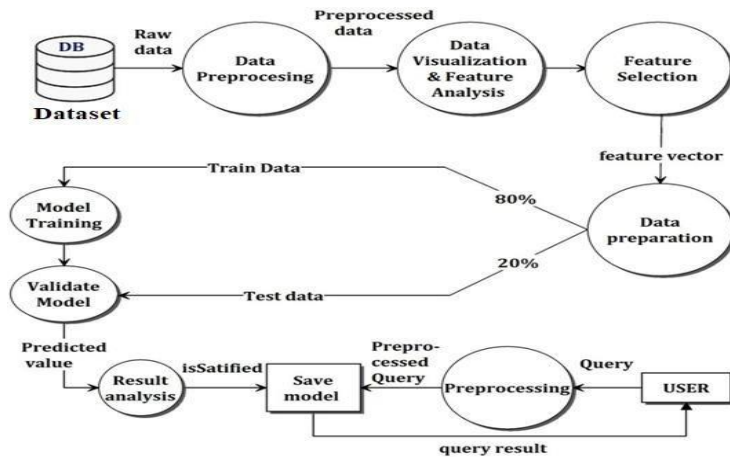 DB
Dataset
Raw
data
Data
Preprocesing
Preprocessed
data
Data
Visualization
& Feature
Analysis
Feature
Selection
feature vector
Data
preparation
80%
Train Data
20%
Test data
Model
Training
Validate
Model
Predicted
value
Result
analysis
isSatified
Save
model
Prepro-
cessed
Query
Preprocessing
Query
USER
query result